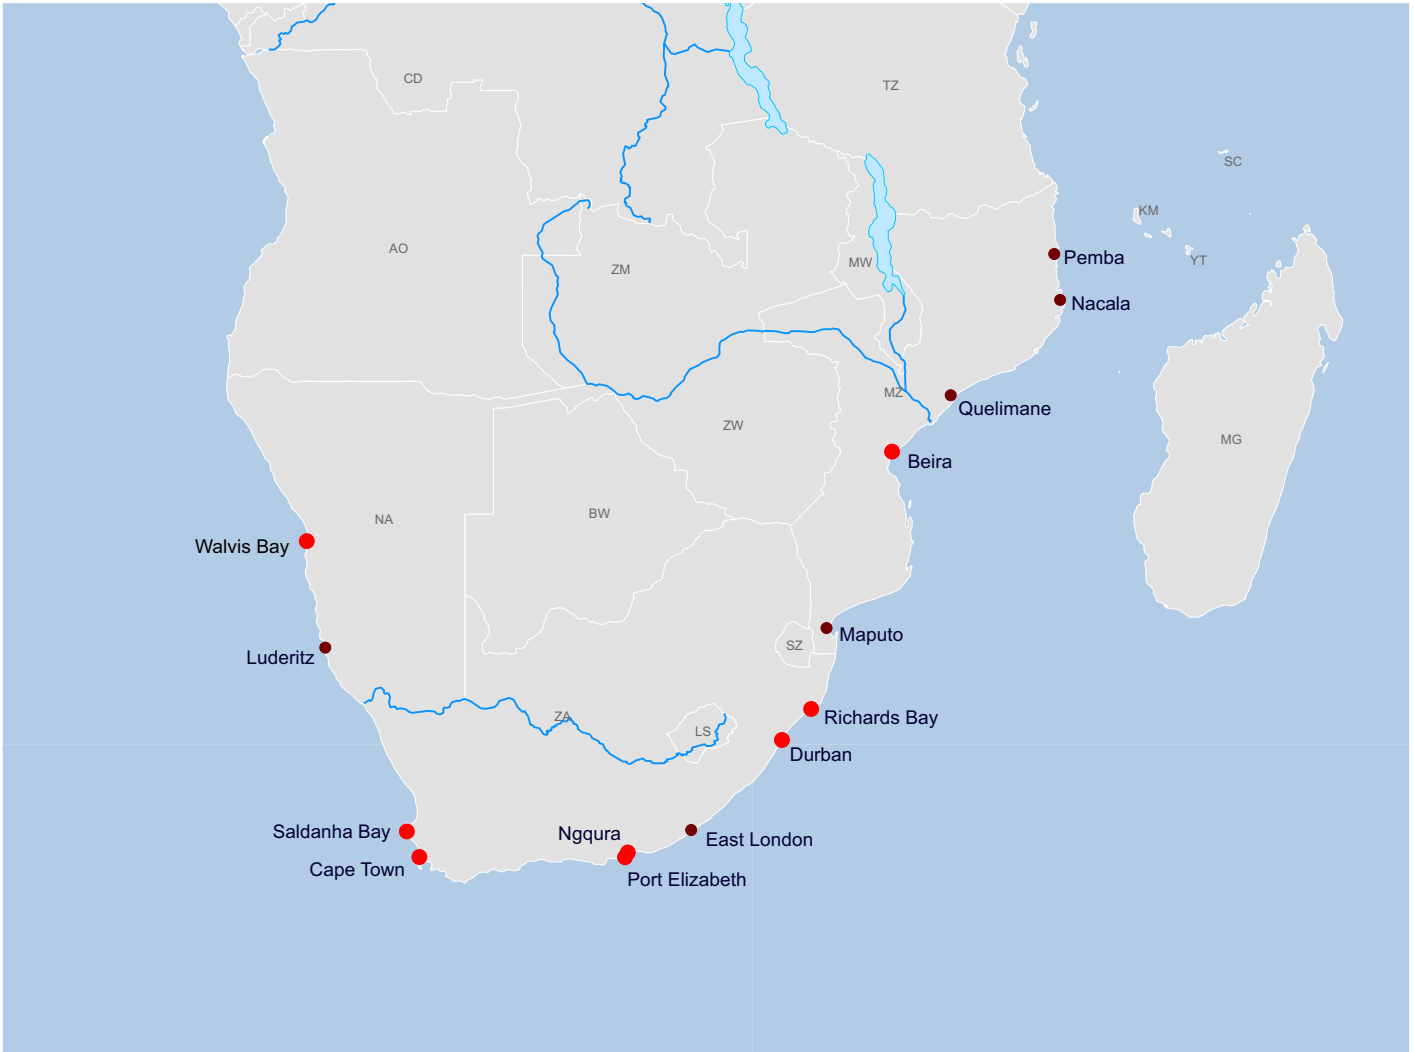 CD
TZ
SC
KM
AO
YT
Pemba
MW
ZM
Nacala
MZ
Quelimane
ZW
MG
Beira
BW
NA
Walvis Bay
Maputo
SZ
Luderitz
ZA
Richards Bay
LS
Durban
Saldanha Bay
Ngqura
East London
Cape Town
Port Elizabeth